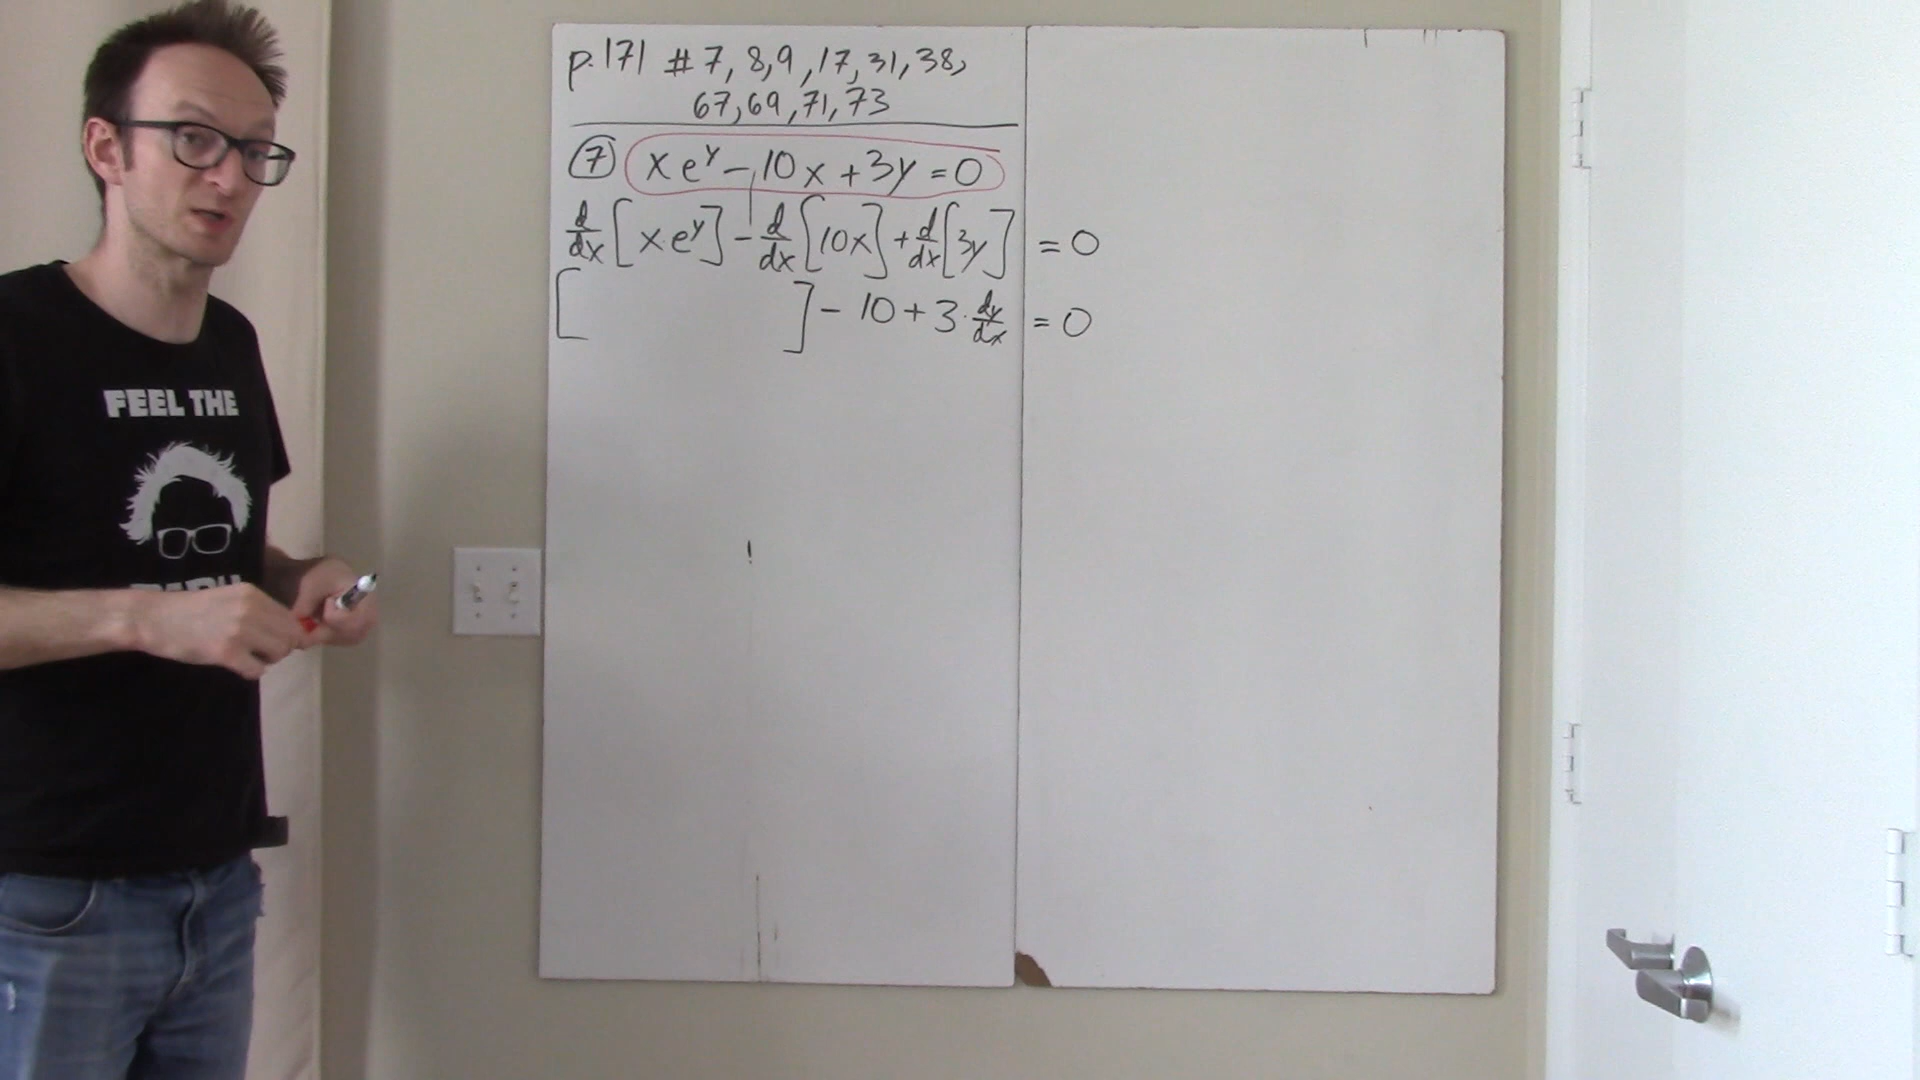 FEEL THE
p.171 # 7, 8, 9, 17, 31, 38,
67, 69, 71, 73
⑦ xe^y - 10x + 3y = 0
d/dx [x·e^y] - d/dx [10x] + d/dx [3y] = 0
[ ] - 10 + 3·dy/dx = 0